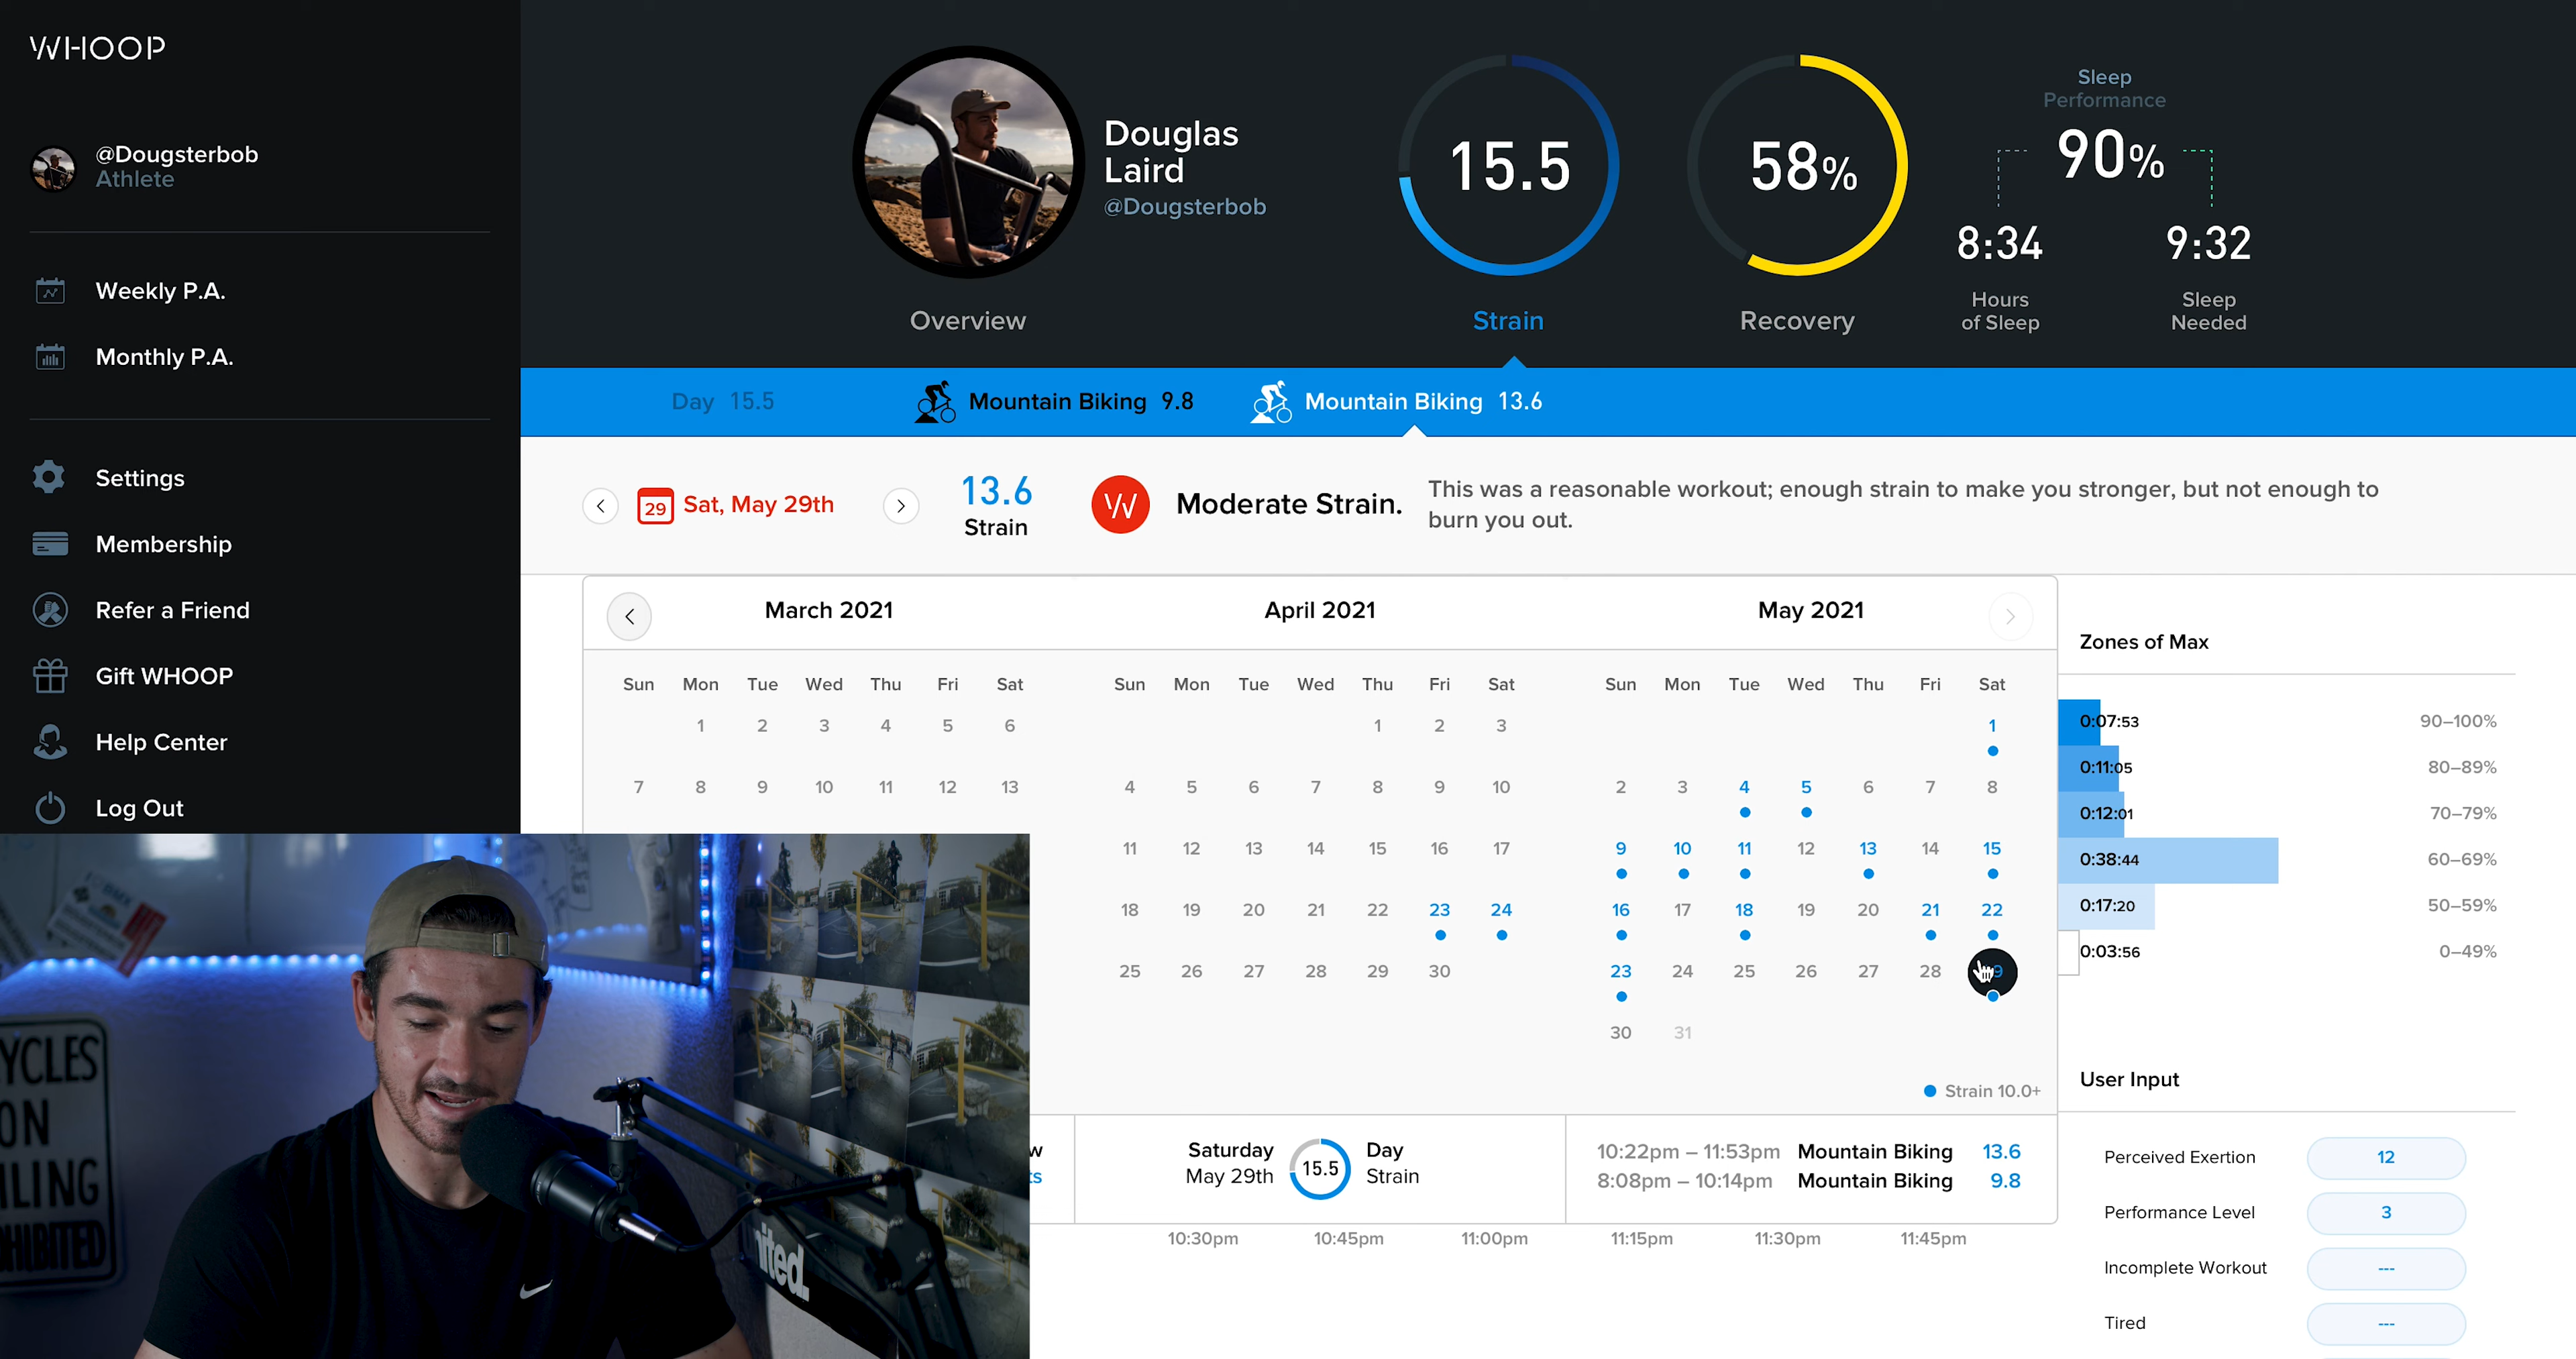 WHOOP
@Dougsterbob
Athlete
Weekly P.A.
Monthly P.A.
Settings
Membership
Refer a Friend
Gift WHOOP
Help Center
Log Out
Douglas
Laird
@Dougsterbob
Overview
15.5
Strain
58%
Recovery
Sleep
Performance
90%
8:34
9:32
Hours
of Sleep
Sleep
Needed
Day 15.5
Mountain Biking 9.8
Mountain Biking 13.6
29 Sat, May 29th
13.6
Strain
Moderate Strain.
This was a reasonable workout; enough strain to make you stronger, but not enough to
burn you out.
March 2021
Sun Mon Tue Wed Thu Fri Sat
1 2 3 4 5 6
7 8 9 10 11 12 13
April 2021
Sun Mon Tue Wed Thu Fri Sat
1 2 3
4 5 6 7 8 9 10
11 12 13 14 15 16 17
18 19 20 21 22 23 24
25 26 27 28 29 30
May 2021
Sun Mon Tue Wed Thu Fri Sat
1
2 3 4 5 6 7 8
9 10 11 12 13 14 15
16 17 18 19 20 21 22
23 24 25 26 27 28 9
30 31
Strain 10.0+
Saturday
May 29th
15.5
Day
Strain
10:22pm – 11:53pm Mountain Biking 13.6
8:08pm – 10:14pm Mountain Biking 9.8
10:30pm 10:45pm 11:00pm 11:15pm 11:30pm 11:45pm
Zones of Max
0:07:53 90–100%
0:11:05 80–89%
0:12:01 70–79%
0:38:44 60–69%
0:17:20 50–59%
0:03:56 0–49%
User Input
Perceived Exertion 12
Performance Level 3
Incomplete Workout ---
Tired ---
YCLES
ON
LING
HIBITED
nited.